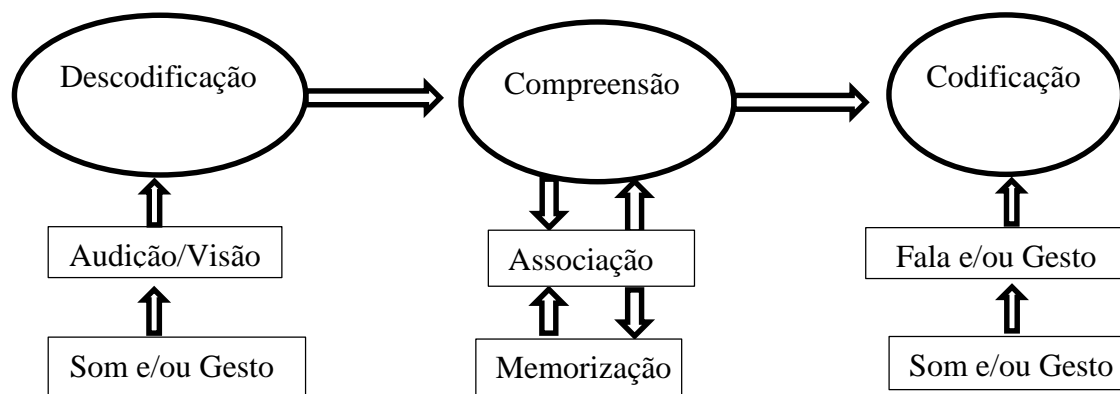 Descodificação
Compreensão
Codificação
Audição/Visão
Associação
Fala e/ou Gesto
Som e/ou Gesto
Memorização
Som e/ou Gesto